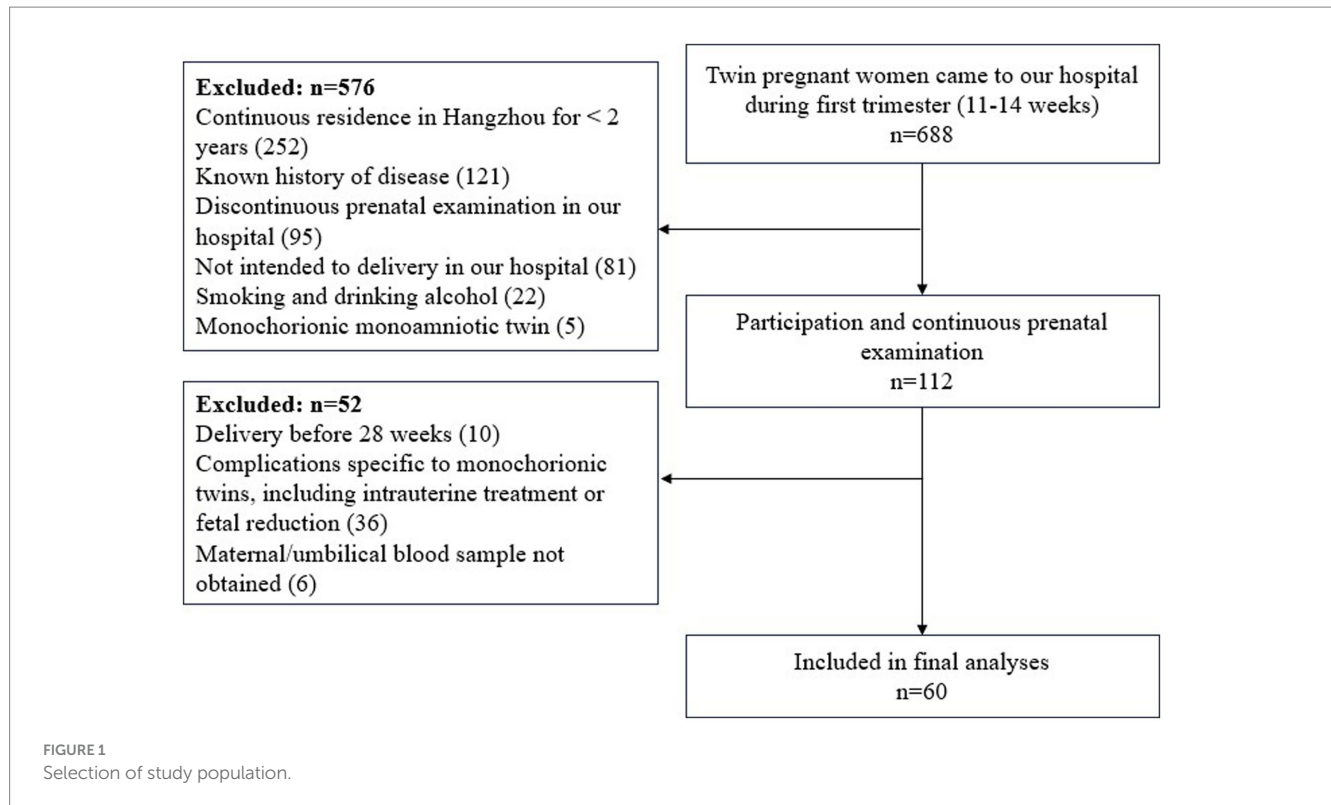 Twin pregnant women came to our hospital
during first trimester (11-14 weeks)
n=688
Excluded: n=576
Continuous residence in Hangzhou for < 2
years (252)
Known history of disease (121)
Discontinuous prenatal examination in our
hospital (95)
Not intended to delivery in our hospital (81)
Smoking and drinking alcohol (22)
Monochorionic monoamniotic twin (5)
Participation and continuous prenatal
examination
n=112
Excluded: n=52
Delivery before 28 weeks (10)
Complications specific to monochorionic
twins, including intrauterine treatment or
fetal reduction (36)
Maternal/umbilical blood sample not
obtained (6)
Included in final analyses
n=60
FIGURE 1
Selection of study population.